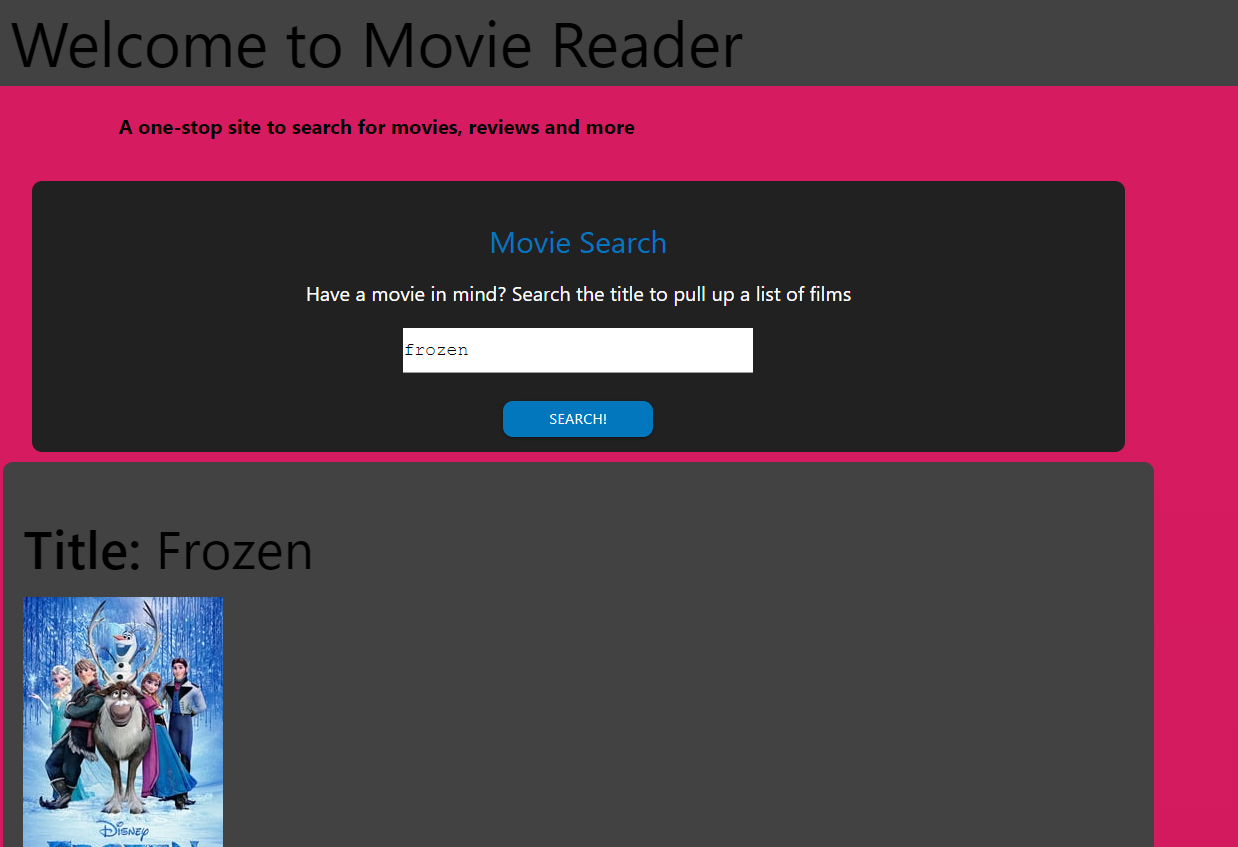 Welcome to Movie Reader
A one-stop site to search for movies, reviews and more
Movie Search
Have a movie in mind? Search the title to pull up a list of films
frozen
SEARCH!
Title: Frozen
DISNEY
FROZEN